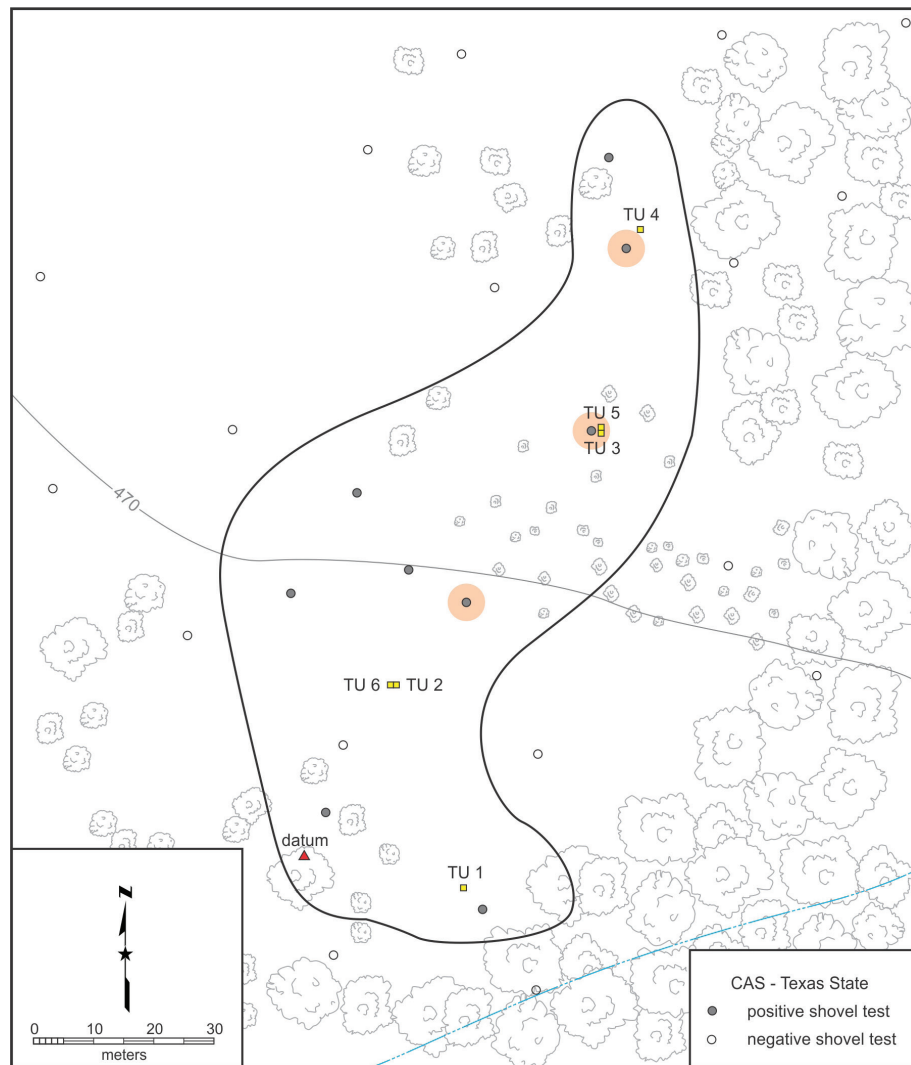 TU 4
TU 5
TU 3
470
TU 6 TU 2
datum
TU 1
N
0 10 20 30
meters
CAS - Texas State
positive shovel test
negative shovel test